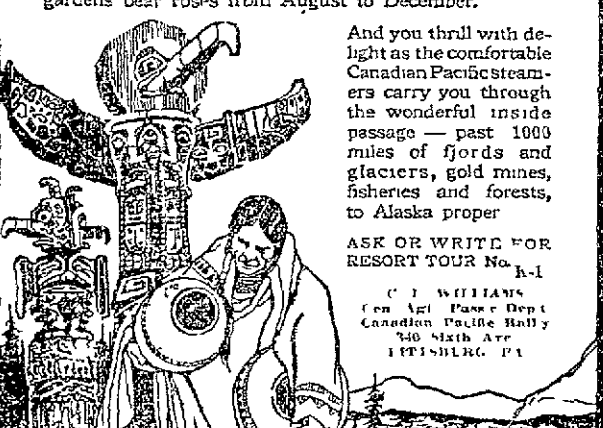 gardens bear roses from August to December.
And you thrill with de-
light as the comfortable
Canadian Pacific steam-
ers carry you through
the wonderful inside
passage — past 1000
miles of fjords and
glaciers, gold mines,
fisheries and forests,
to Alaska proper
ASK OR WRITE FOR
RESORT TOUR No.
K-1
C L WILLIAMS
Gen Agt Pass'r Dept
Canadian Pacific Rail'y
340 Sixth Ave
PITTSBURG PA